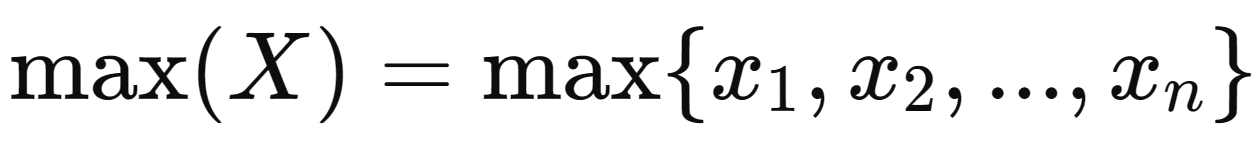 max(X) = max{x₁, x₂, ..., xₙ}